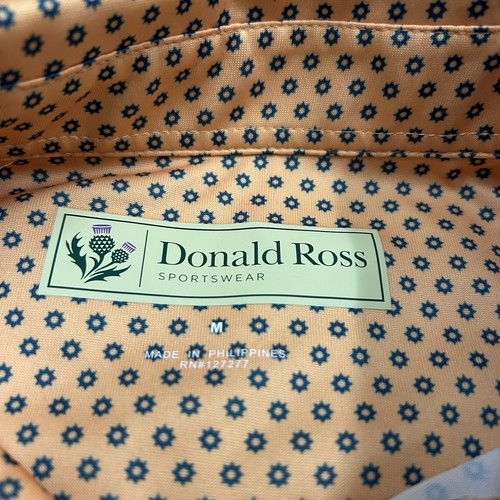 Donald Ross
SPORTSWEAR
M
MADE IN PHILIPPINES
RN#127277